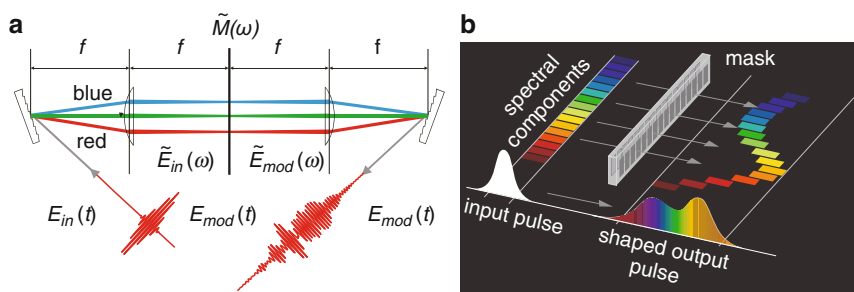 a
M̃(ω)
f f f f
blue
red
Ẽin(ω) Ẽmod(ω)
Ein(t) Emod(t) Emod(t)
b
mask
spectral
components
input pulse
shaped output
pulse